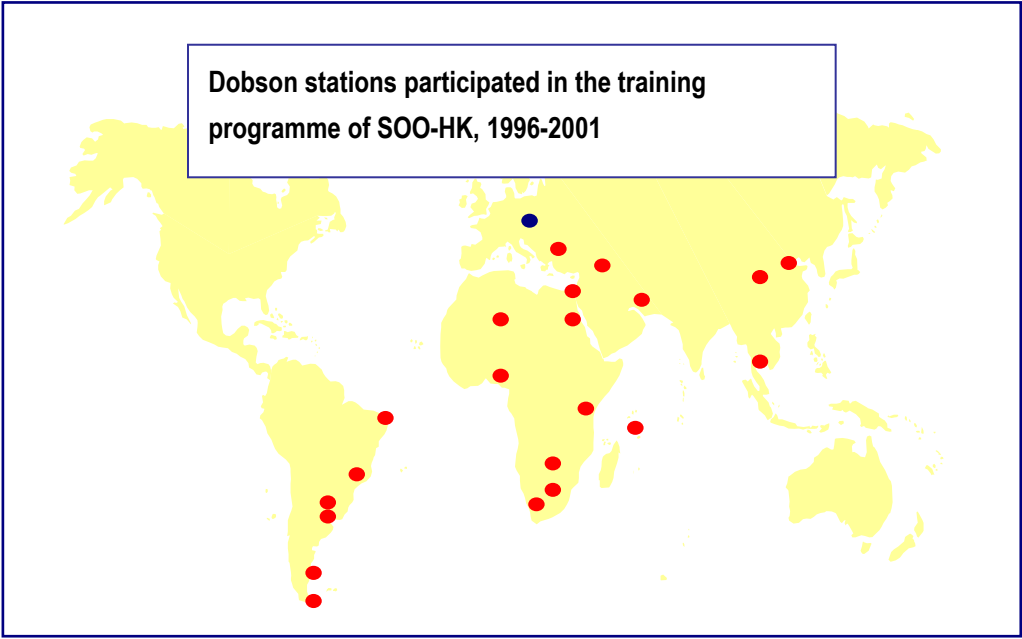 Dobson stations participated in the training
programme of SOO-HK, 1996-2001